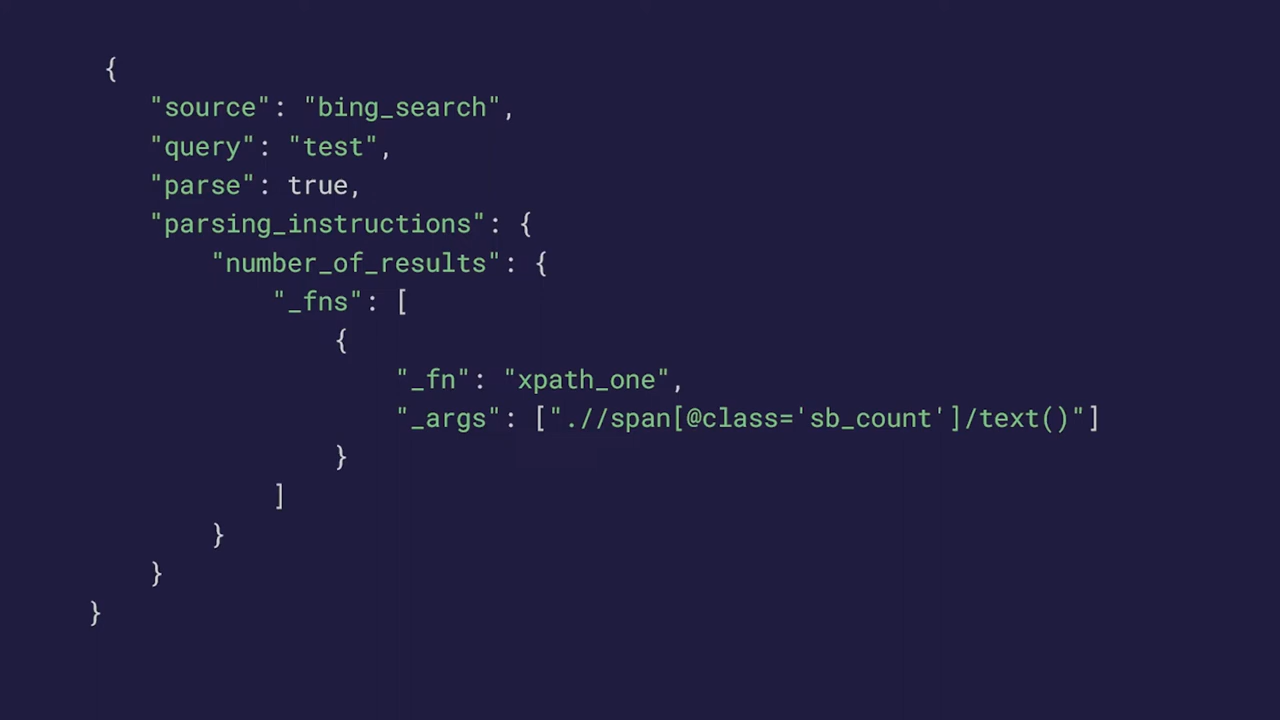 {
"source": "bing_search",
"query": "test",
"parse": true,
"parsing_instructions": {
"number_of_results": {
"_fns": [
{
"_fn": "xpath_one",
"_args": [".//span[@class='sb_count']/text()"]
}
]
}
}
}